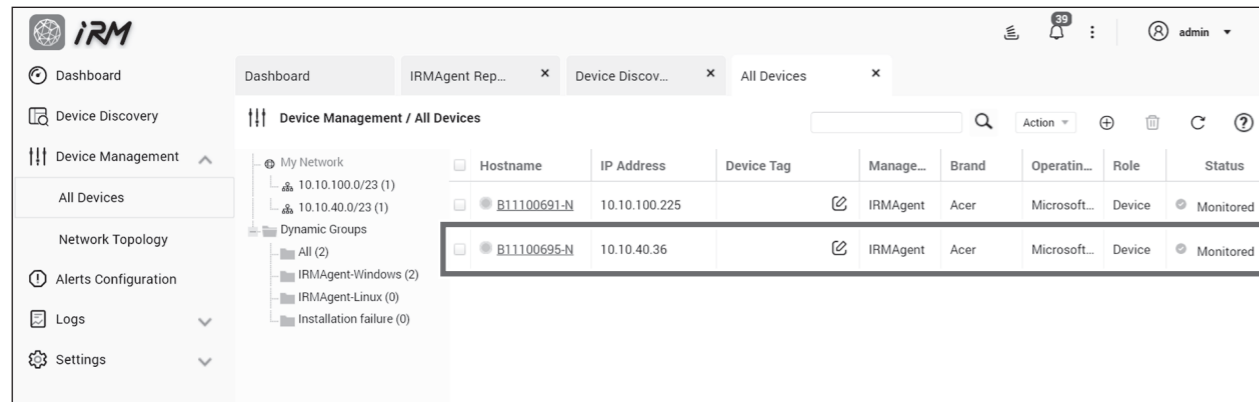 iRM
39
admin
Dashboard
Dashboard
IRMAgent Rep...
Device Discov...
All Devices
Device Discovery
Device Management / All Devices
Action
Device Management
My Network
Hostname
IP Address
Device Tag
Manage...
Brand
Operatin...
Role
Status
10.10.100.0/23 (1)
All Devices
B11100691-N
10.10.100.225
IRMAgent
Acer
Microsoft...
Device
Monitored
10.10.40.0/23 (1)
Dynamic Groups
Network Topology
All (2)
B11100695-N
10.10.40.36
IRMAgent
Acer
Microsoft...
Device
Monitored
IRMAgent-Windows (2)
Alerts Configuration
IRMAgent-Linux (0)
Logs
Installation failure (0)
Settings